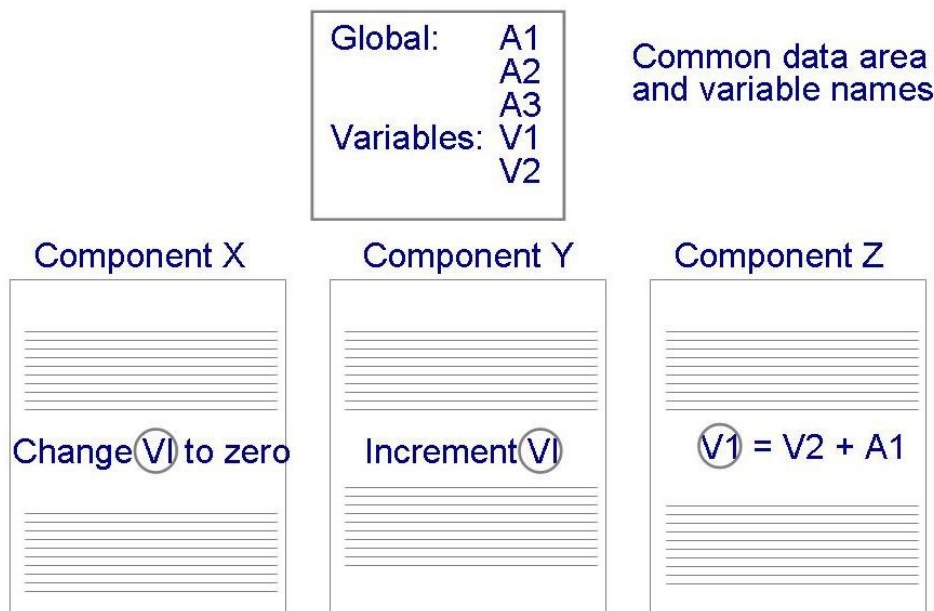 Global: A1
A2
A3
Variables: V1
V2
Common data area
and variable names
Component X
Component Y
Component Z
Change VI to zero
Increment VI
V1 = V2 + A1